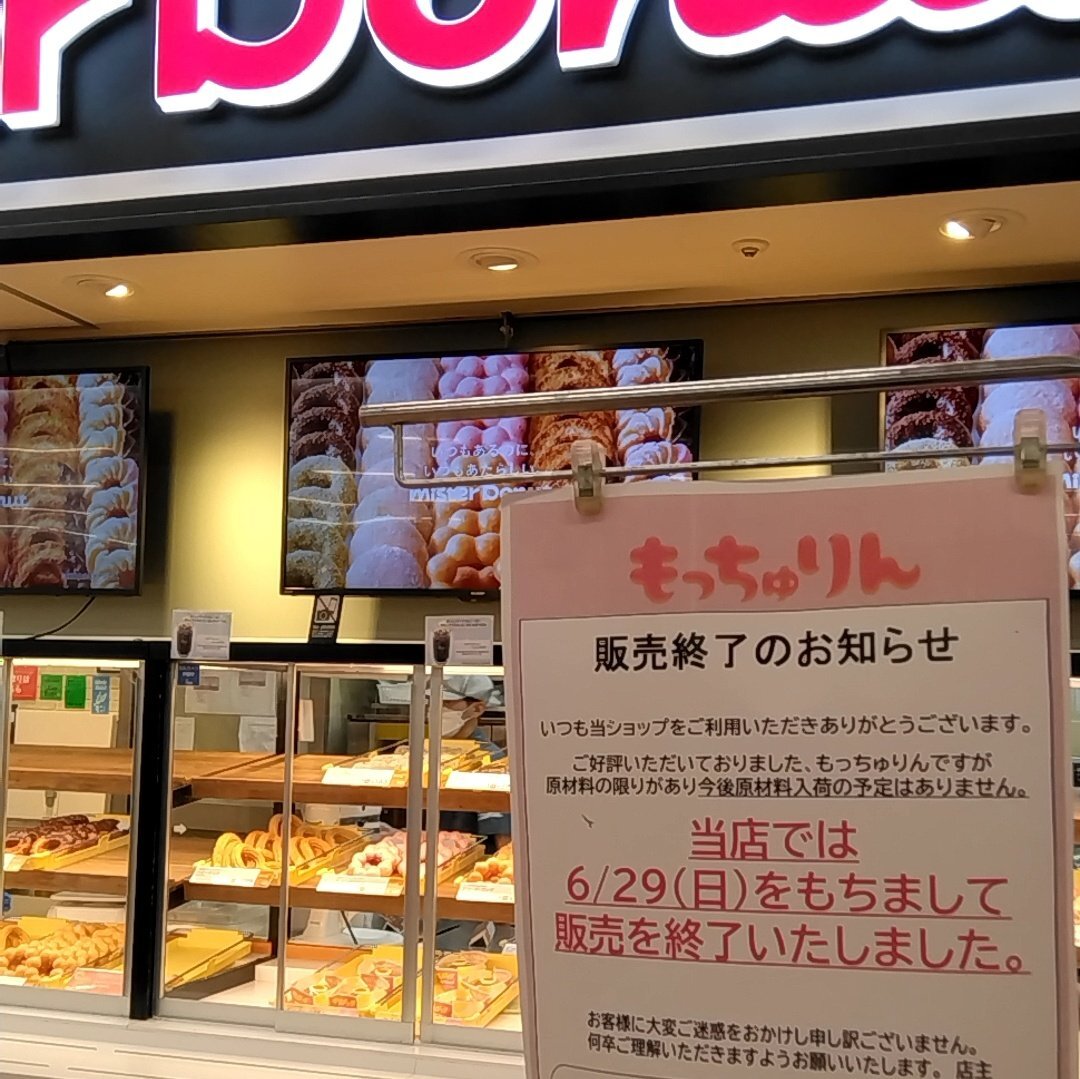 r Donut
いつもあるのに、
いつもあたらしい
mister Donut
もっちゅりん
販売終了のお知らせ
いつも当ショップをご利用いただきありがとうございます。
ご好評いただいておりました、もっちゅりんですが
原材料の限りがあり今後原材料入荷の予定はありません。
当店では
6/29(日)をもちまして
販売を終了いたしました。
お客様に大変ご迷惑をおかけし申し訳ございません。
何卒ご理解いただきますようお願いいたします。 店主